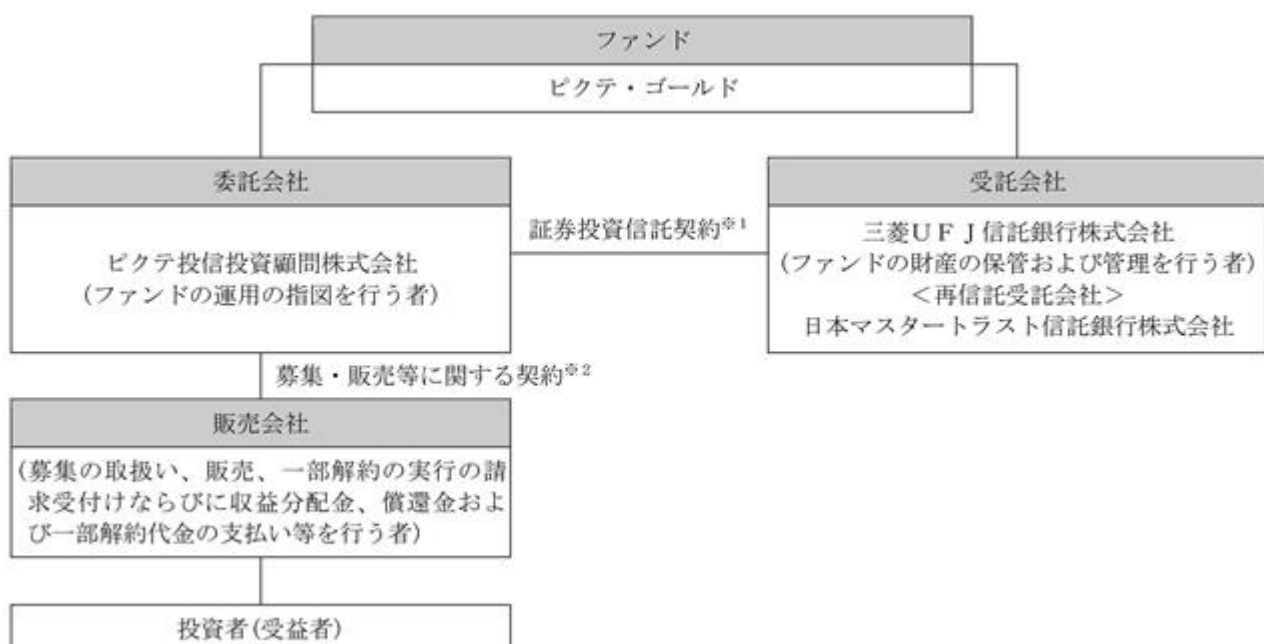 ファンド
ピクテ・ゴールド
委託会社
ピクテ投信投資顧問株式会社
(ファンドの運用の指図を行う者)
証券投資信託契約※1
受託会社
三菱UFJ信託銀行株式会社
(ファンドの財産の保管および管理を行う者)
<再信託受託会社>
日本マスタートラスト信託銀行株式会社
募集・販売等に関する契約※2
販売会社
(募集の取扱い、販売、一部解約の実行の請
求受付けならびに収益分配金、償還金およ
び一部解約代金の支払い等を行う者)
投資者(受益者)